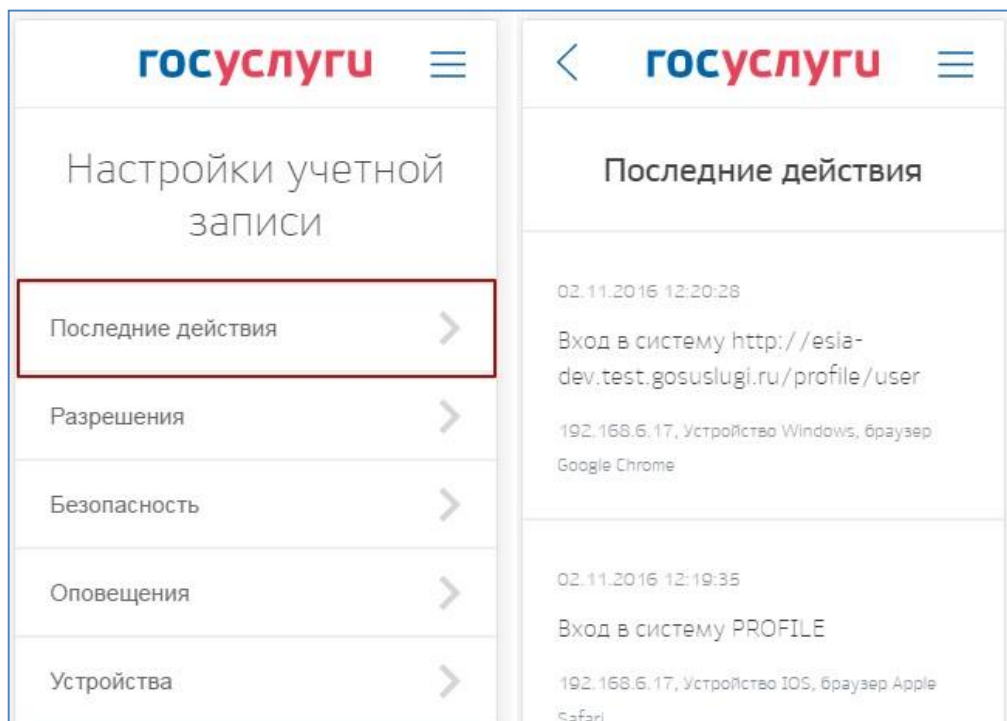 госуслуги
Настройки учетной
записи
Последние действия
Разрешения
Безопасность
Оповещения
Устройства
госуслуги
Последние действия
02.11.2016 12:20:28
Вход в систему http://esia-
dev.test.gosuslugi.ru/profile/user
192.168.6.17, Устройство Windows, браузер
Google Chrome
02.11.2016 12:19:35
Вход в систему PROFILE
192.168.6.17, Устройство IOS, браузер Apple
Safari